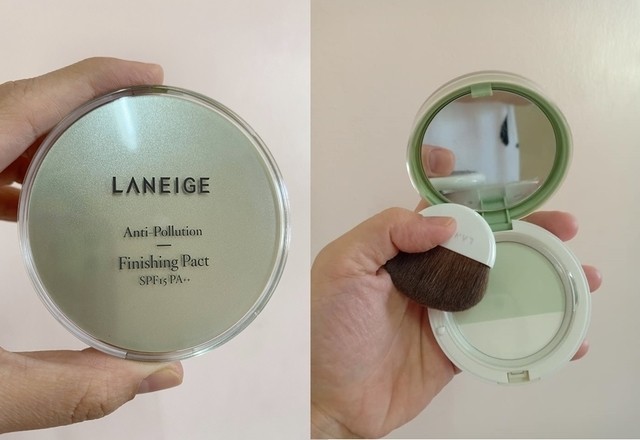 LANEIGE
Anti-Pollution
Finishing Pact
SPF15 PA++